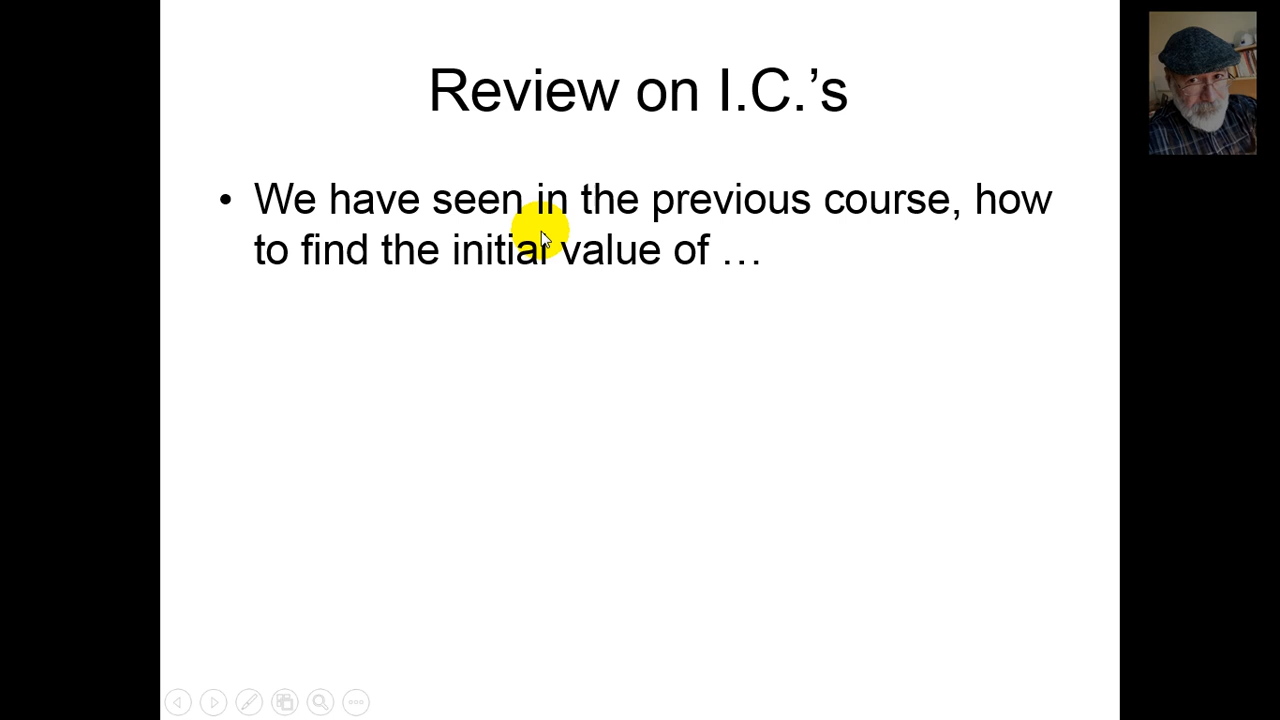 Review on I.C.’s
• We have seen in the previous course, how
to find the initial value of …